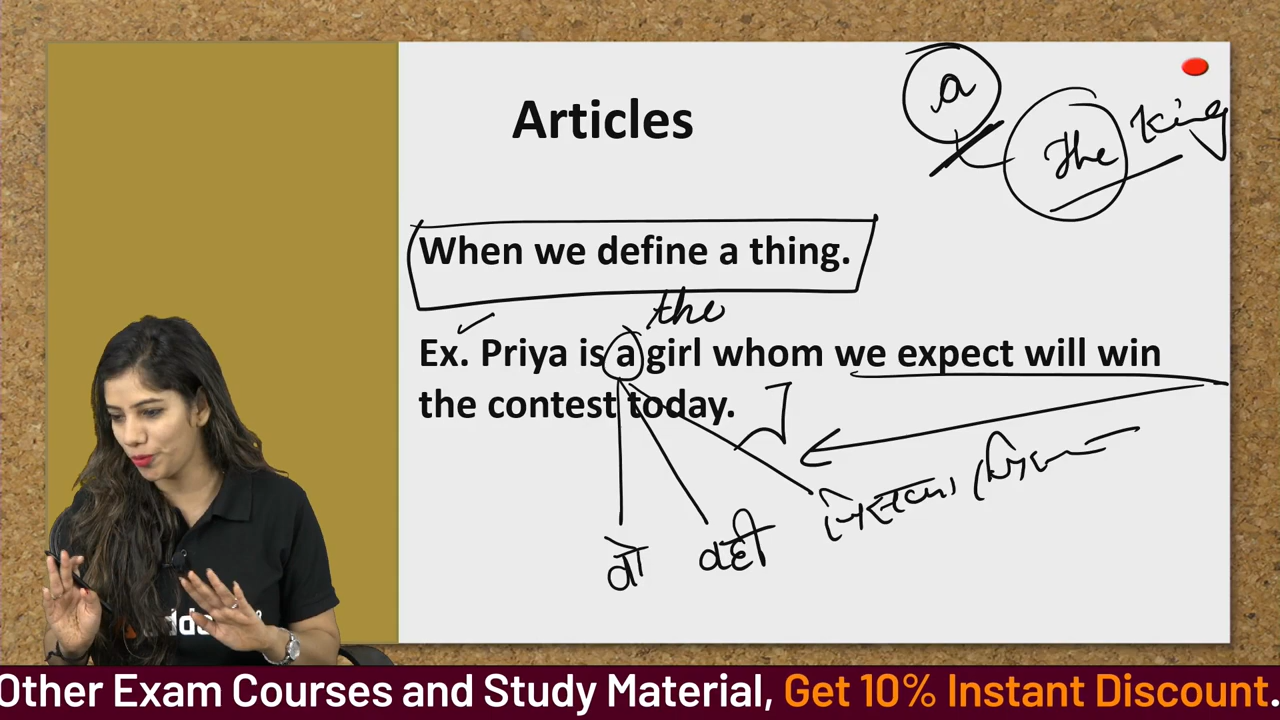 a
Articles
The King
When we define a thing.
the
Ex. Priya is a girl whom we expect will win
the contest today.
वो
वही
Other Exam Courses and Study Material, Get 10% Instant Discount.